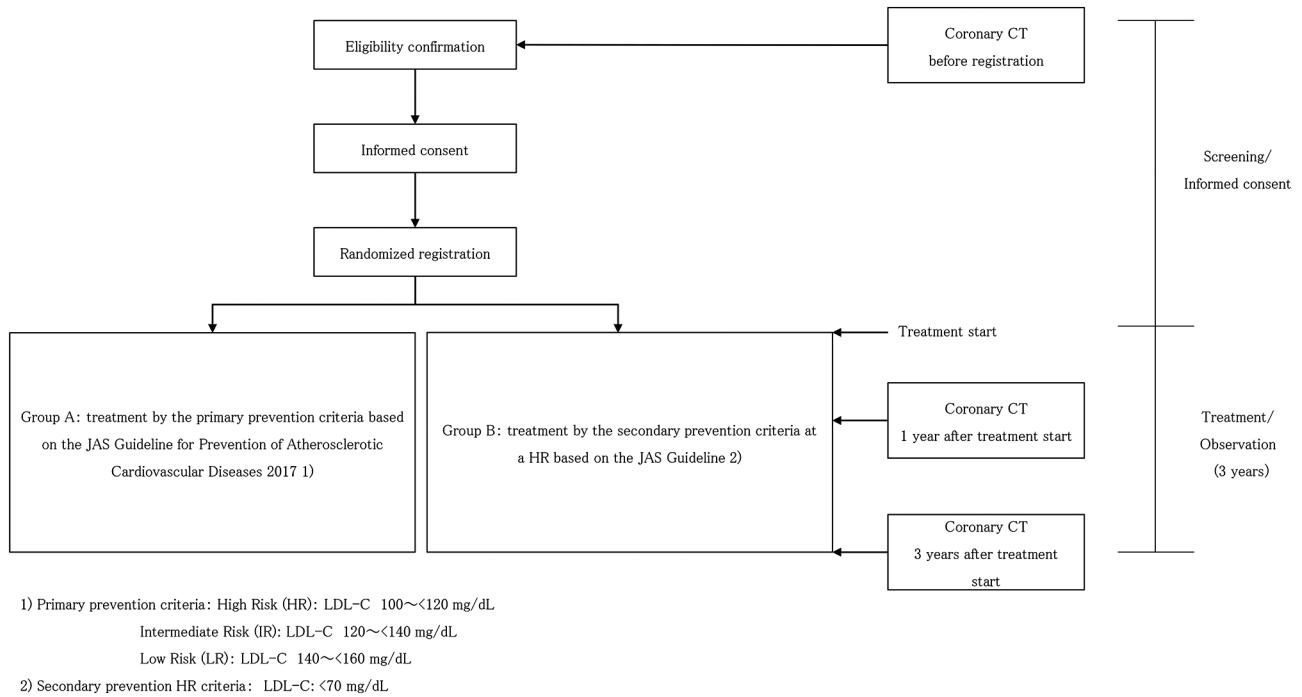 Coronary CT
before registration
Eligibility confirmation
Informed consent
Screening/
Informed consent
Randomized registration
Treatment start
Group A: treatment by the primary prevention criteria based
on the JAS Guideline for Prevention of Atherosclerotic
Cardiovascular Diseases 2017 1)
Group B: treatment by the secondary prevention criteria at
a HR based on the JAS Guideline 2)
Coronary CT
1 year after treatment start
Treatment/
Observation
(3 years)
Coronary CT
3 years after treatment
start
1) Primary prevention criteria: High Risk (HR): LDL-C 100～<120 mg/dL
Intermediate Risk (IR): LDL-C 120～<140 mg/dL
Low Risk (LR): LDL-C 140～<160 mg/dL
2) Secondary prevention HR criteria: LDL-C: <70 mg/dL